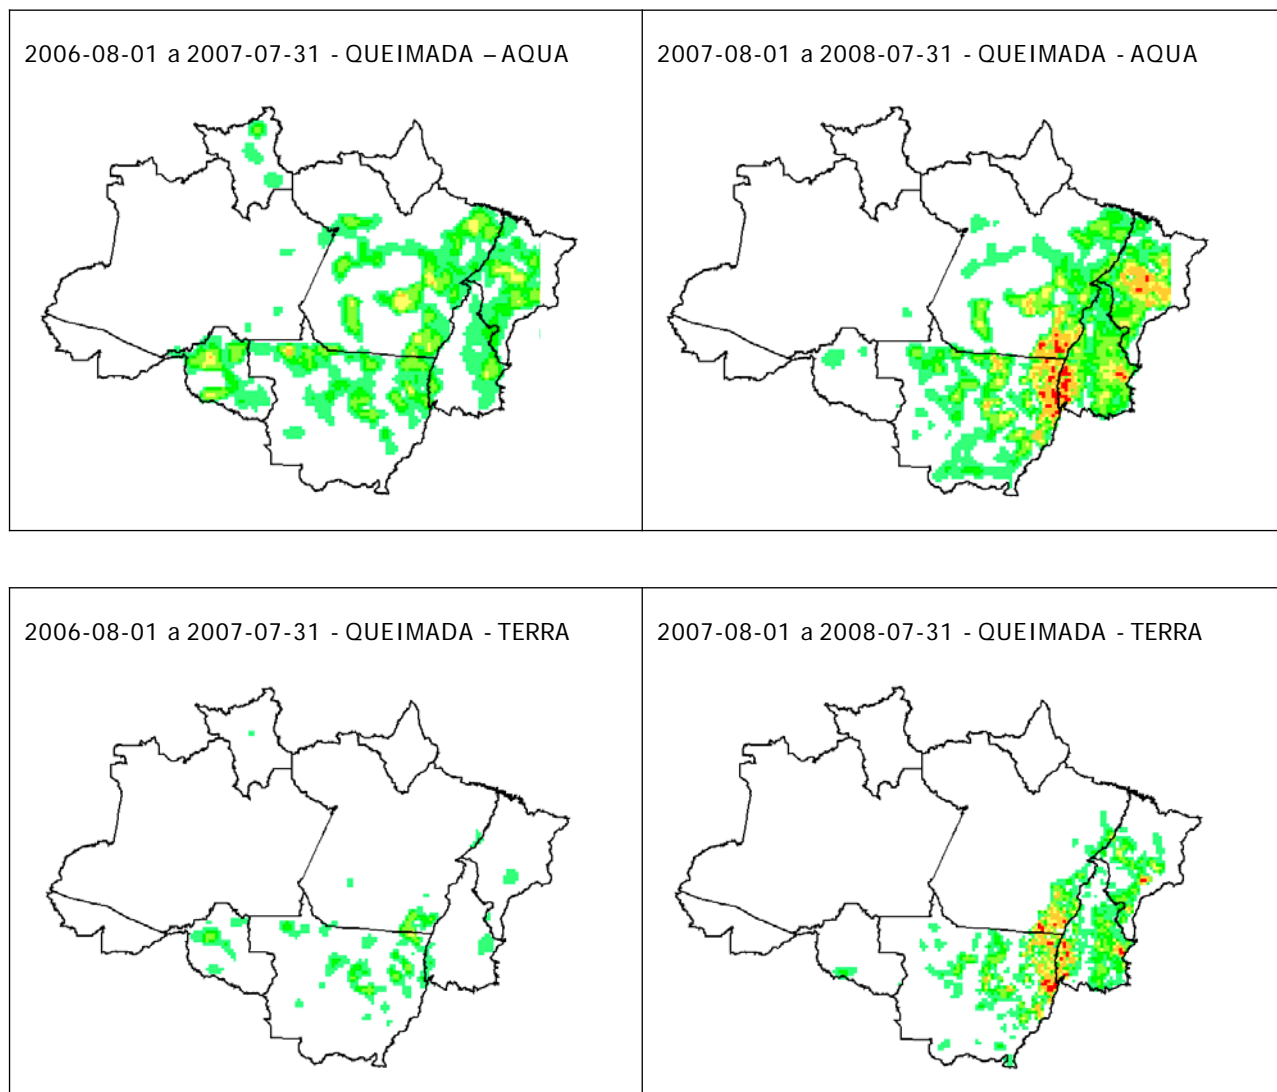 2006-08-01 a 2007-07-31 - QUEIMADA – AQUA
2007-08-01 a 2008-07-31 - QUEIMADA - AQUA
2006-08-01 a 2007-07-31 - QUEIMADA - TERRA
2007-08-01 a 2008-07-31 - QUEIMADA - TERRA